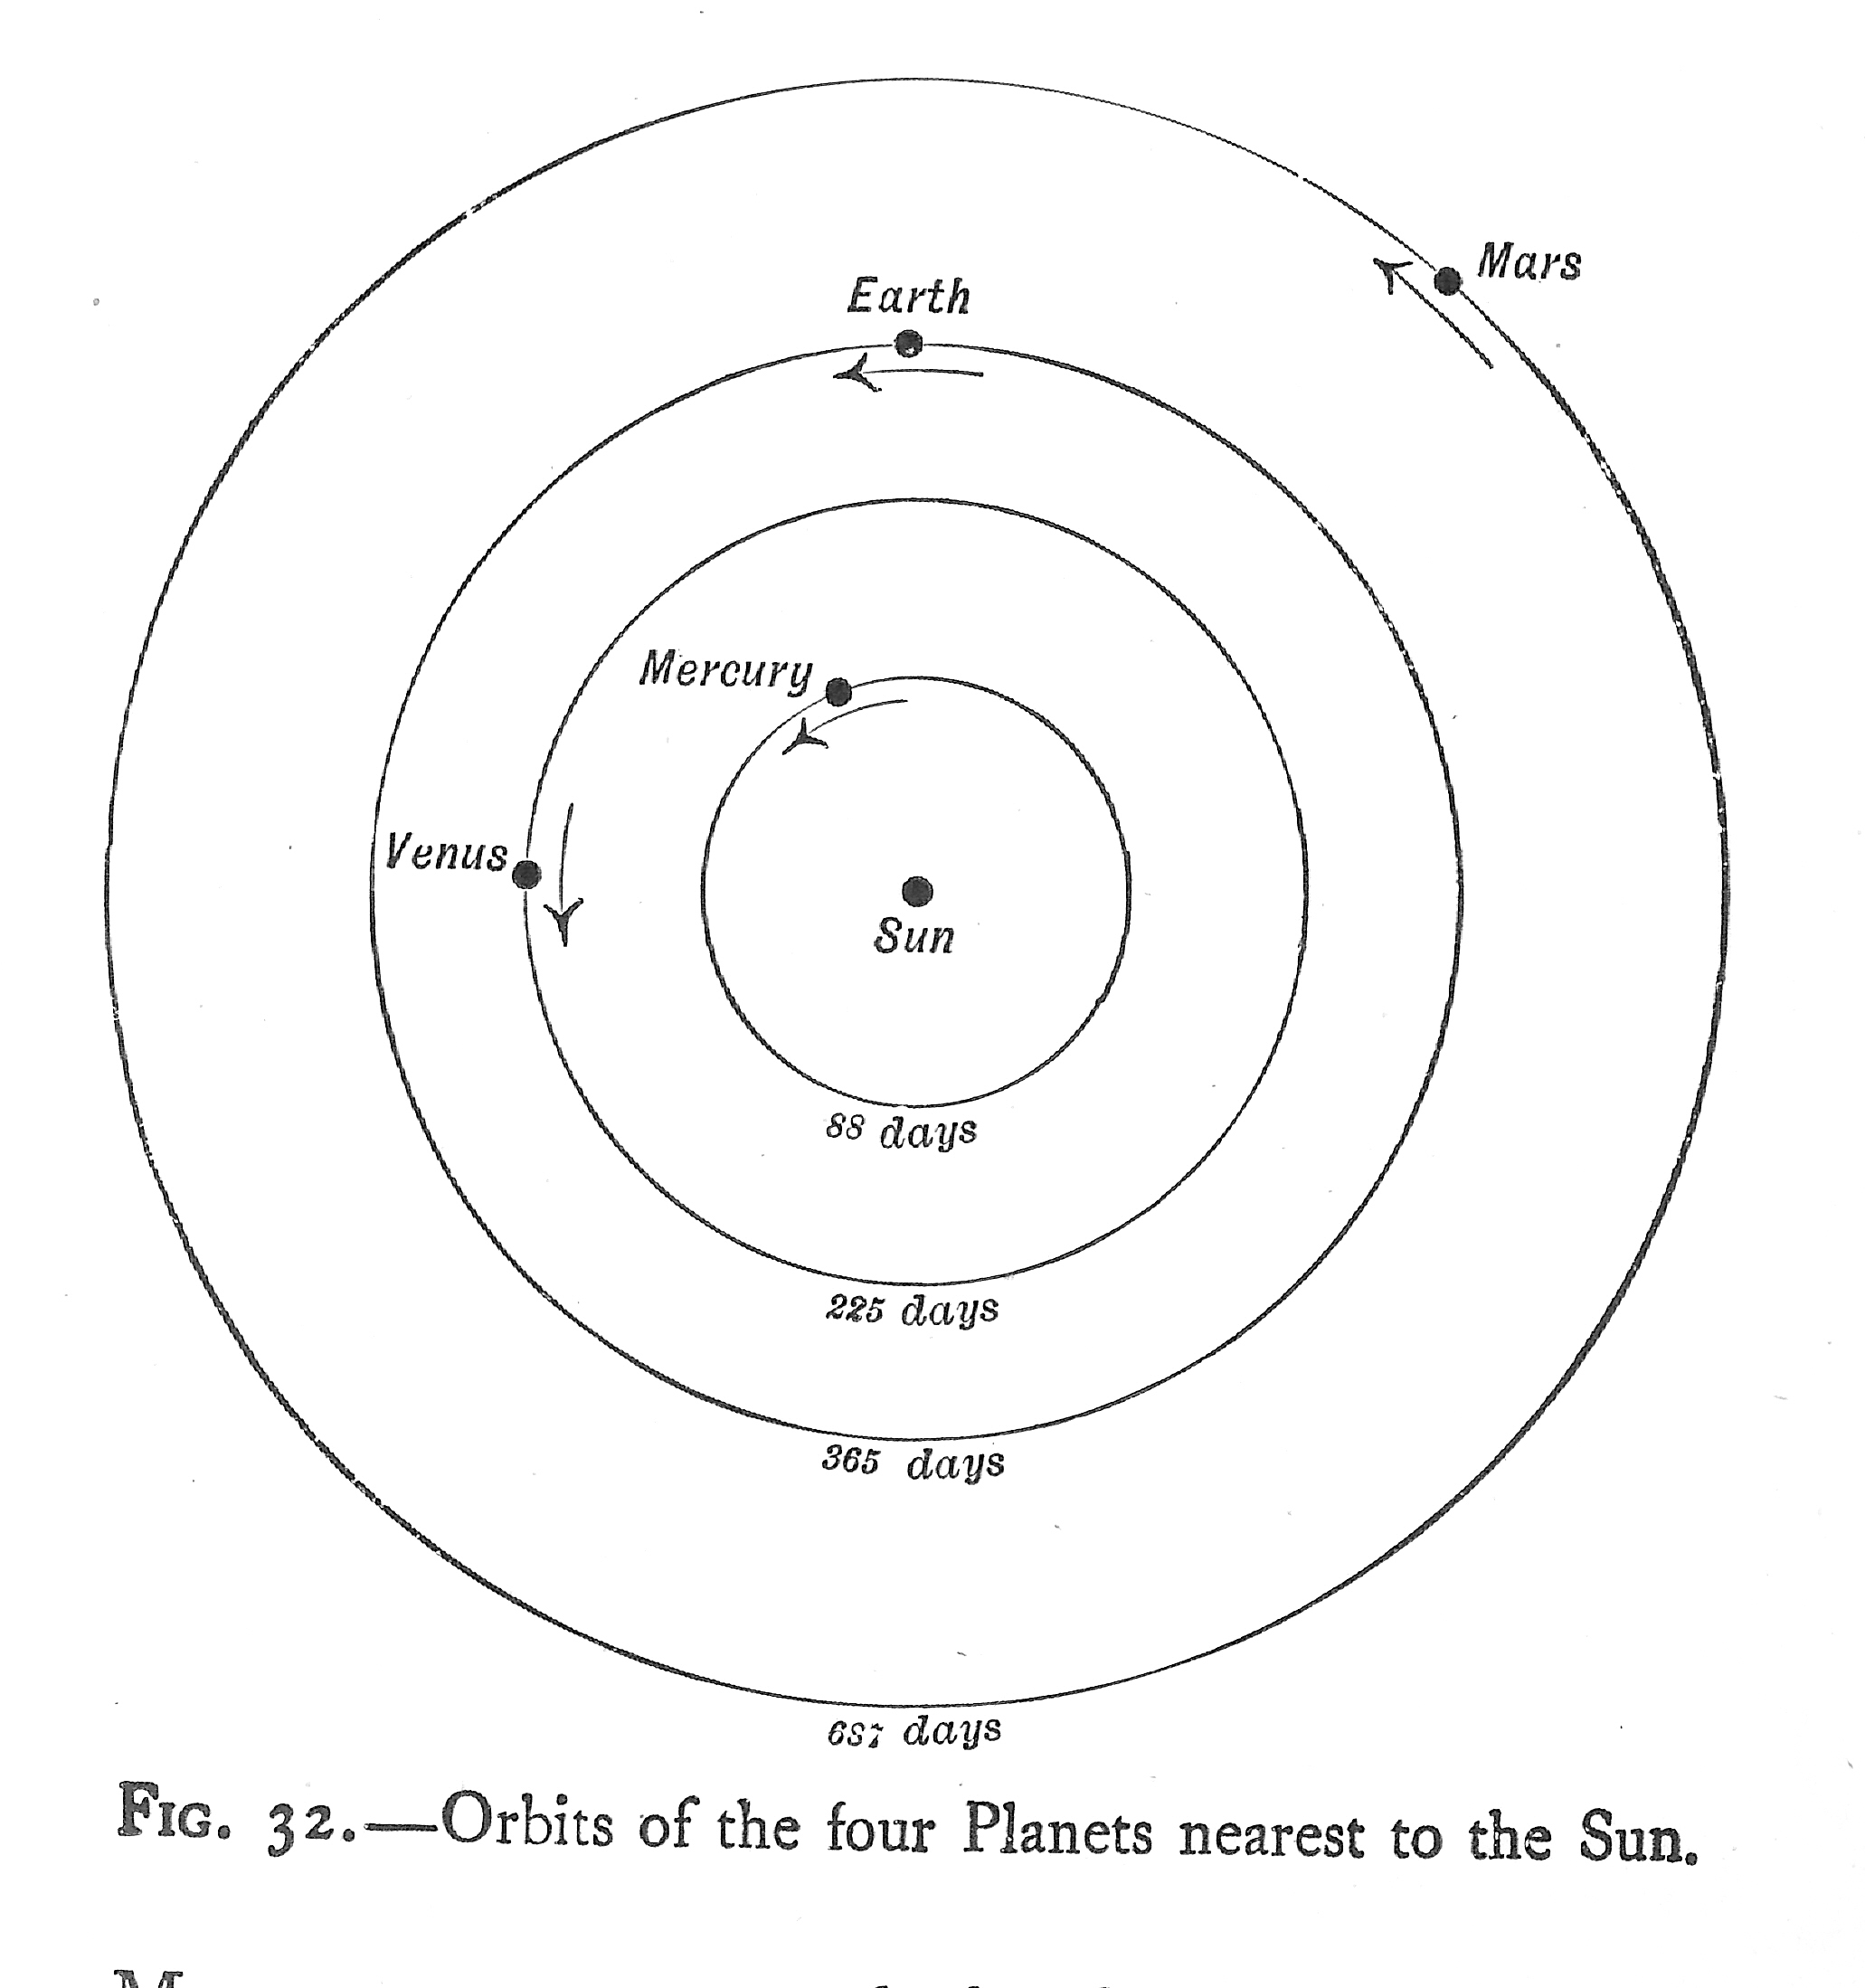 Mars
Earth
Mercury
Venus
Sun
88 days
225 days
365 days
687 days
FIG. 32.—Orbits of the four Planets nearest to the Sun.